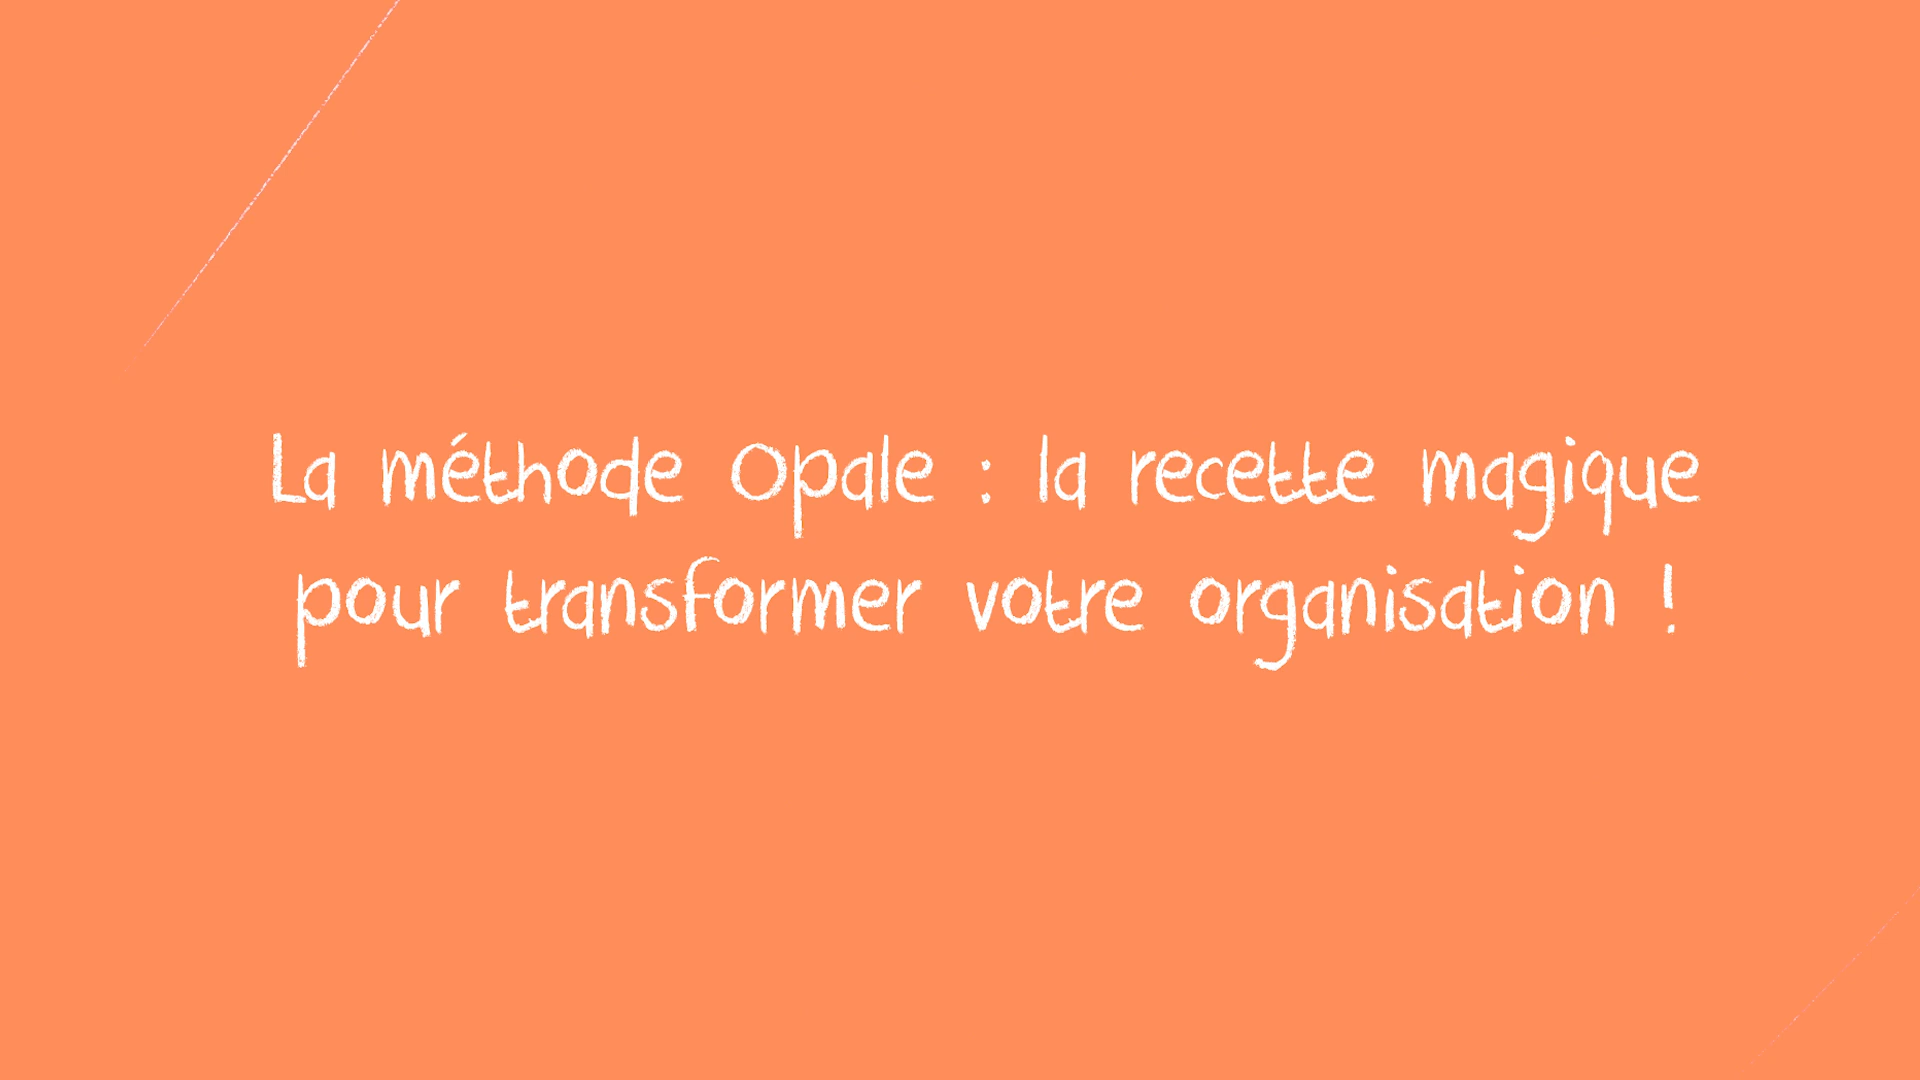 La méthode Opale : la recette magique
pour transformer votre organisation !